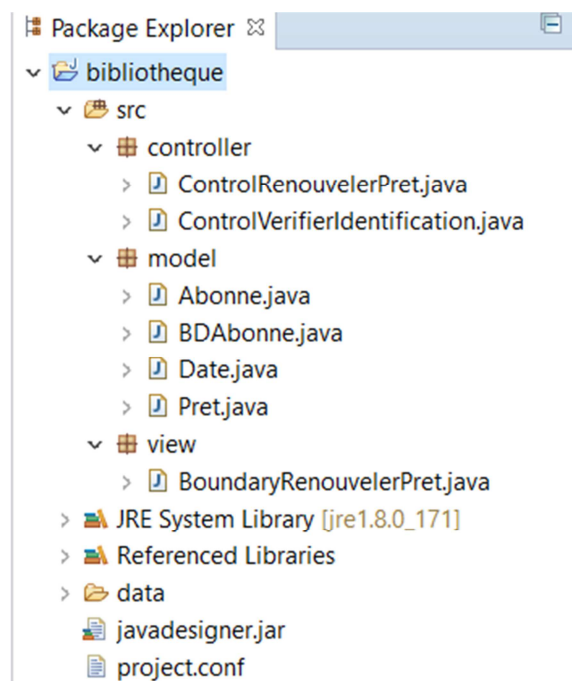 Package Explorer
bibliotheque
src
controller
ControlRenouvelerPret.java
ControlVerifierIdentification.java
model
Abonne.java
BDAbonne.java
Date.java
Pret.java
view
BoundaryRenouvelerPret.java
JRE System Library [jre1.8.0_171]
Referenced Libraries
data
javadesigner.jar
project.conf